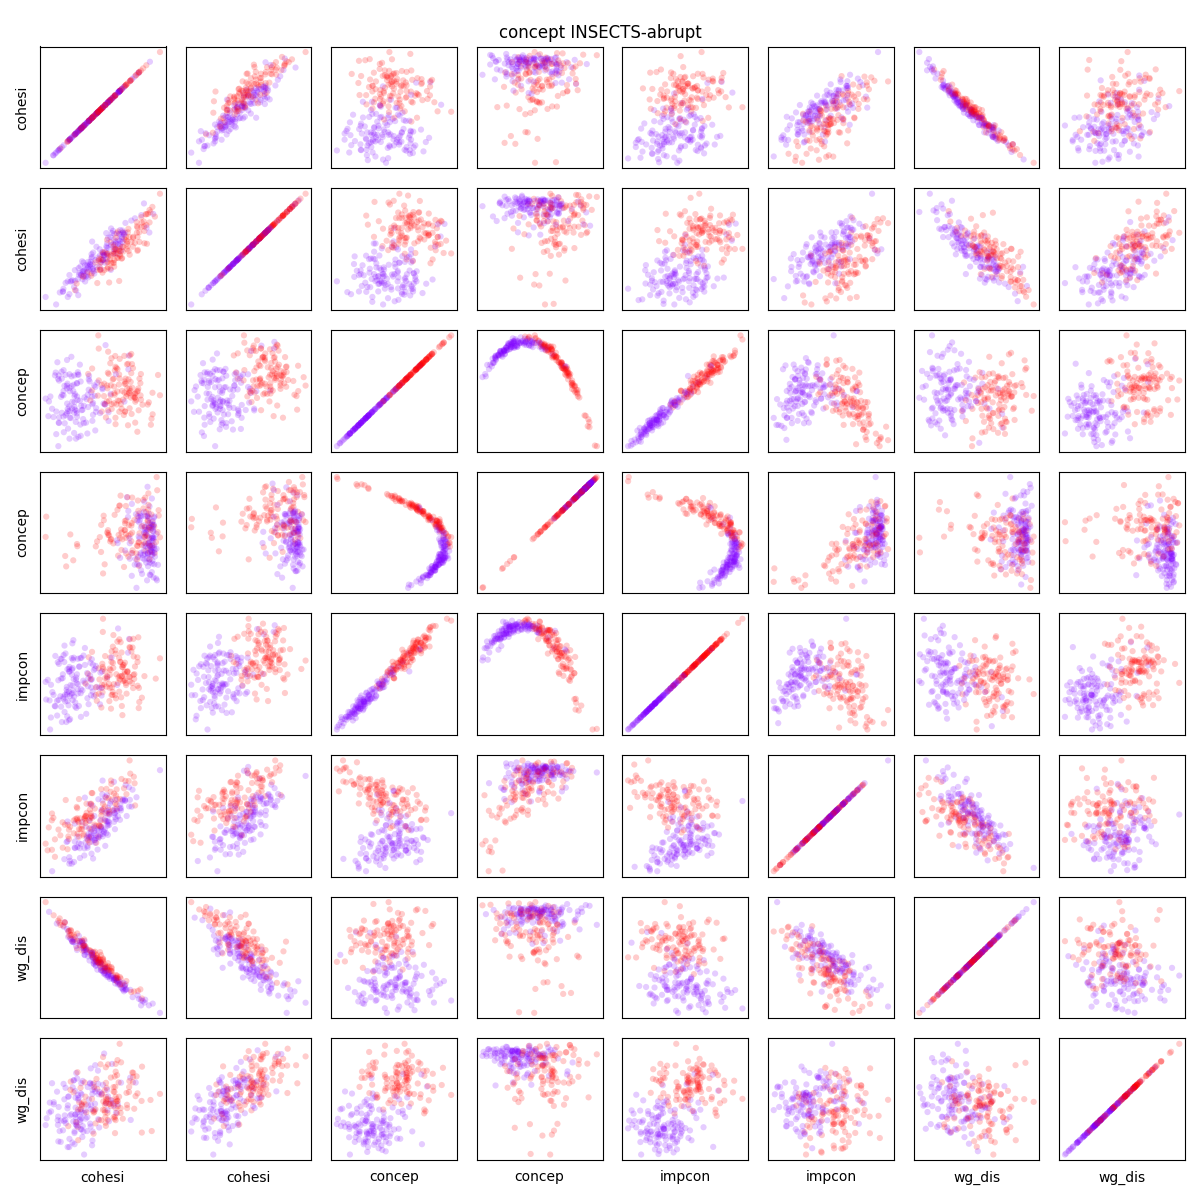 concept INSECTS-abrupt
cohesi
cohesi
concep
concep
impcon
impcon
wg_dis
wg_dis
cohesi cohesi concep concep impcon impcon wg_dis wg_dis